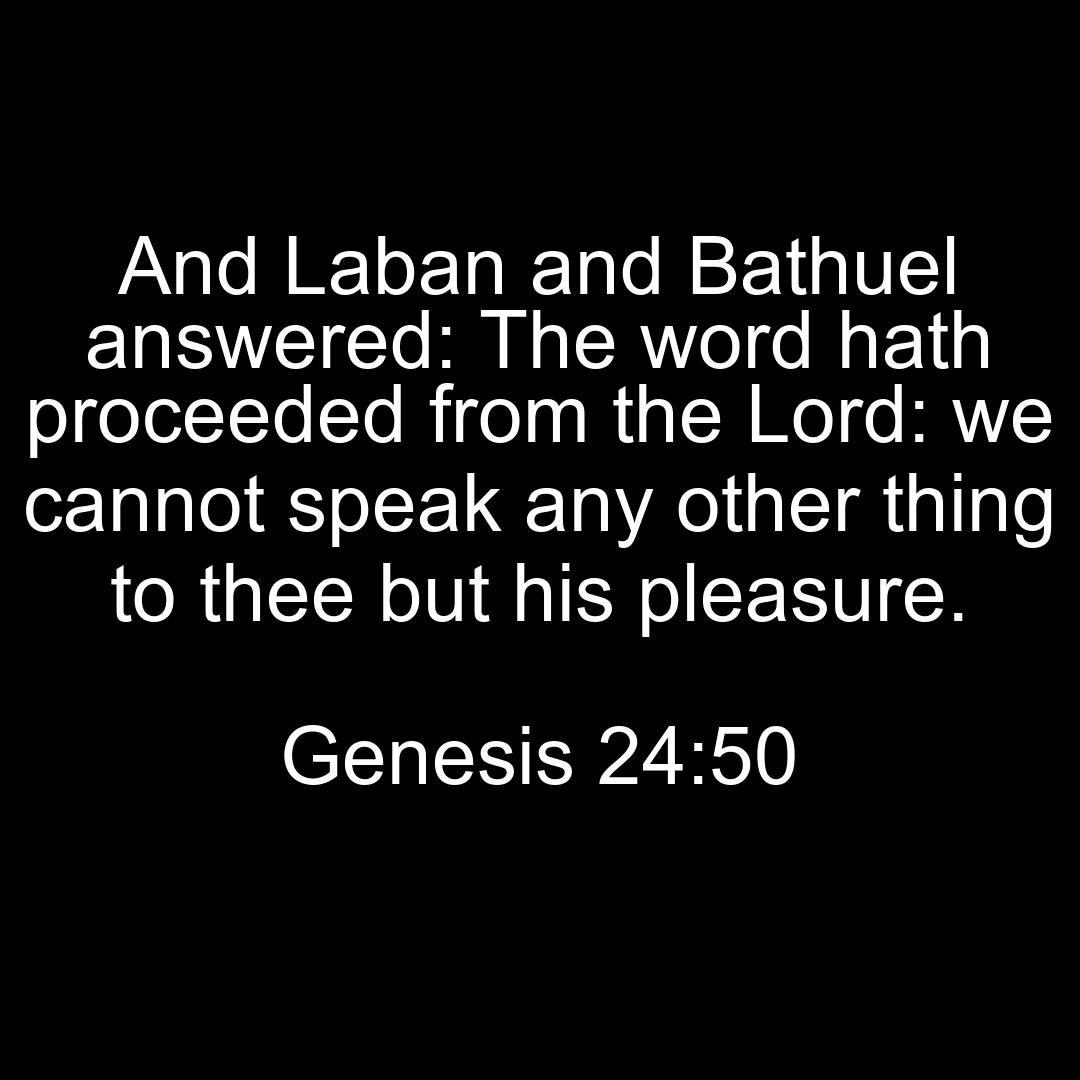 And Laban and Bathuel
answered: The word hath
proceeded from the Lord: we
cannot speak any other thing
to thee but his pleasure.
Genesis 24:50